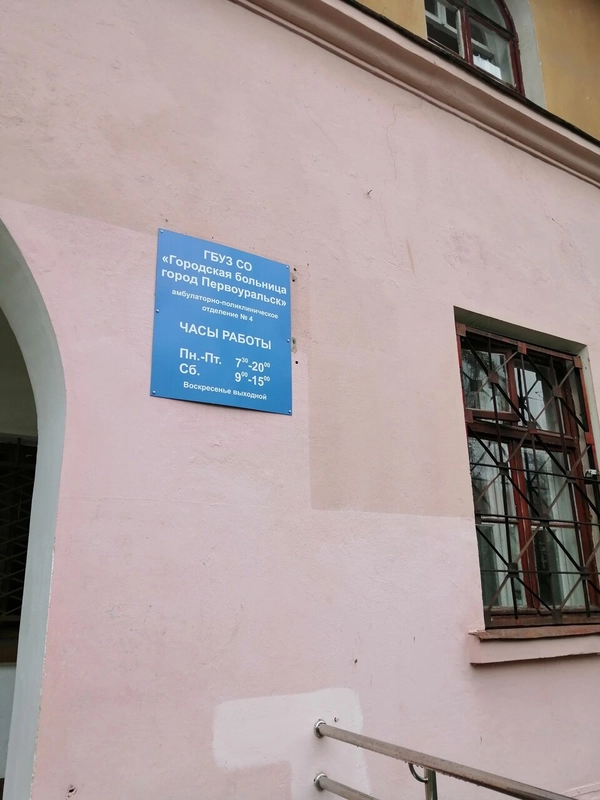 ГБУЗ СО
«Городская больница
город Первоуральск»
амбулаторно-поликлиническое
отделение № 4
ЧАСЫ РАБОТЫ
Пн.-Пт. 7³⁰-20⁰⁰
Сб. 9⁰⁰-15⁰⁰
Воскресенье выходной